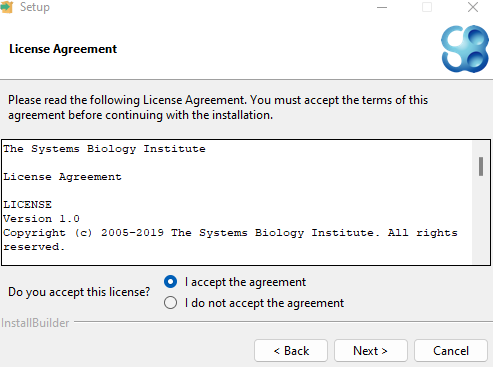 Setup
License Agreement
Please read the following License Agreement. You must accept the terms of this
agreement before continuing with the installation.
The Systems Biology Institute
License Agreement
LICENSE
Version 1.0
Copyright (c) 2005-2019 The Systems Biology Institute. All rights
reserved.
Do you accept this license?
I accept the agreement
I do not accept the agreement
InstallBuilder
< Back
Next >
Cancel